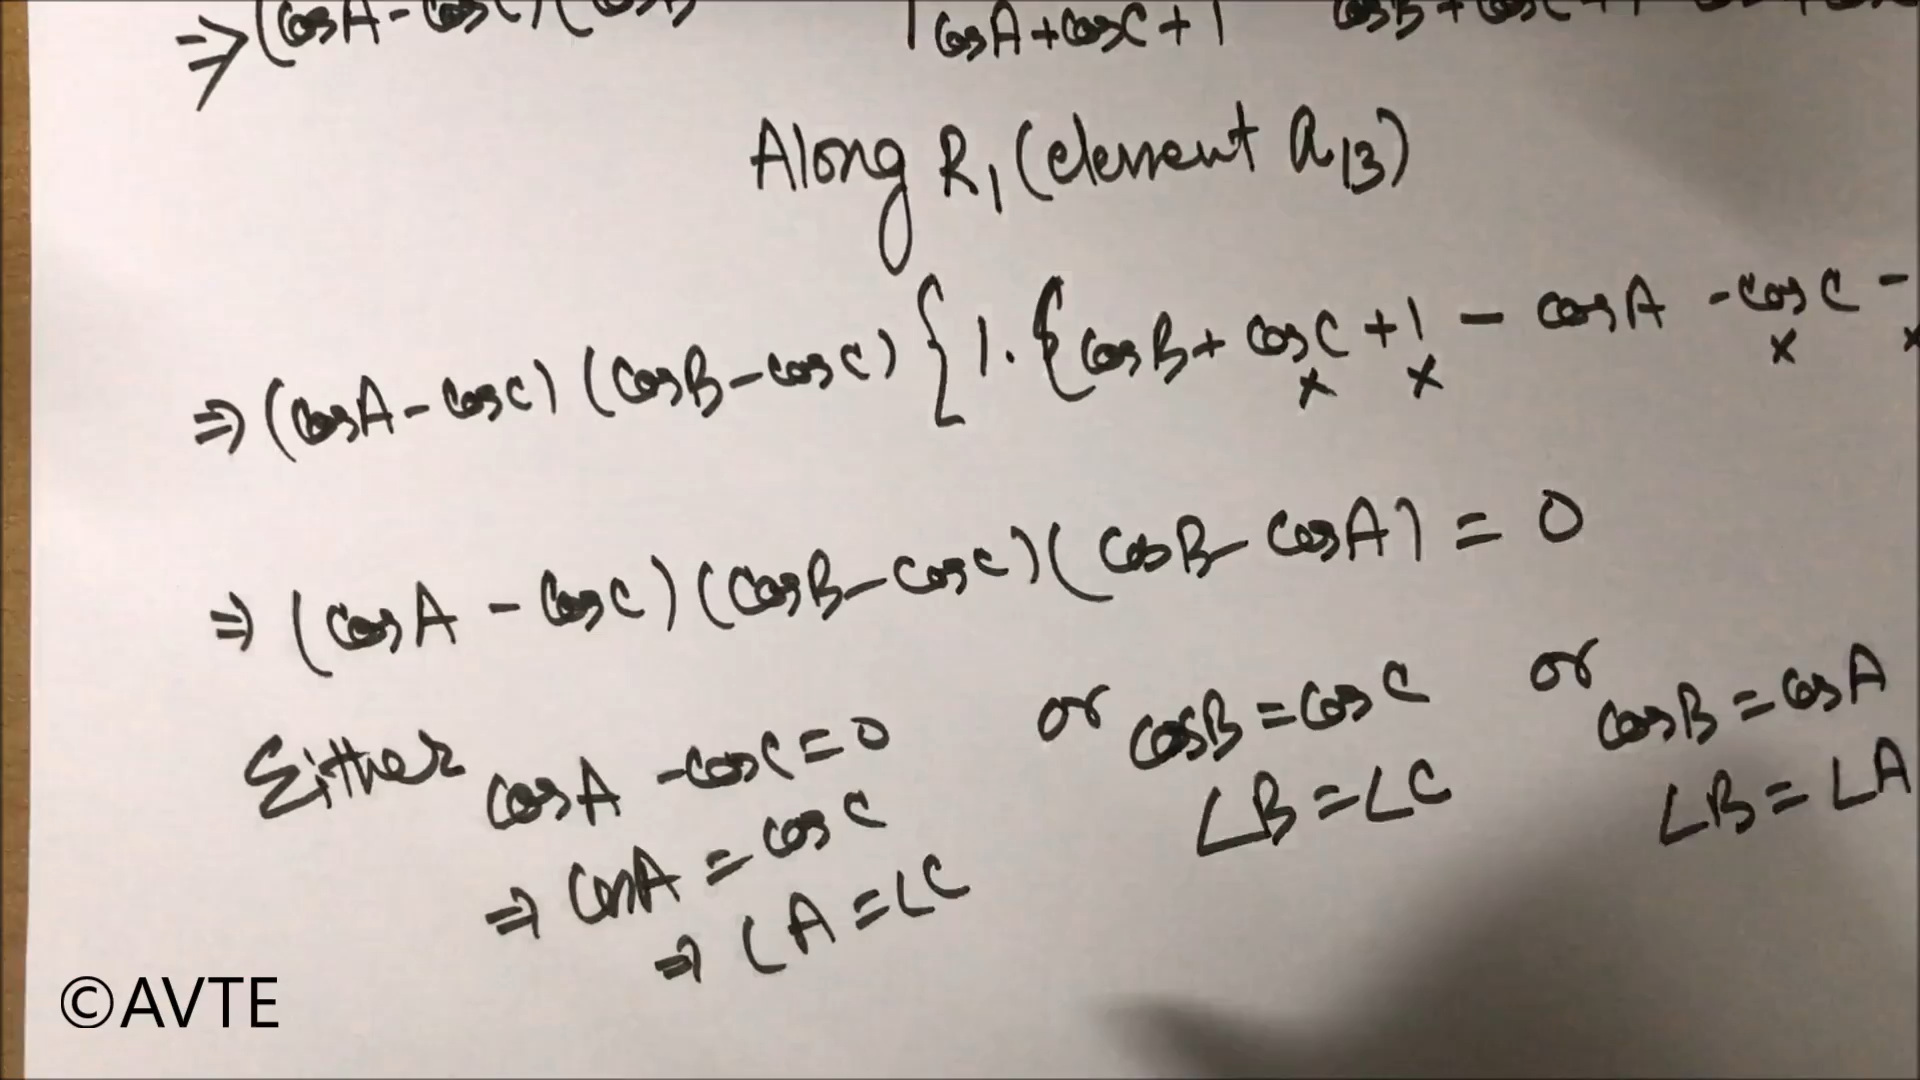 ⇒ (cosA - cosC) (cosB
cosA + cosC + 1 cosB + cosC + 1
Along R₁ (element a₁₃)
⇒ (cosA - cosC) (cosB - cosC) { 1. { cosB + cosC + 1 - cosA - cosC -
x x x x
⇒ (cosA - cosC) (cosB - cosC) (cosB - cosA) = 0
Either cosA - cosC = 0 or cosB = cosC or cosB = cosA
⇒ cosA = cosC ∠B = ∠C ∠B = ∠A
⇒ ∠A = ∠C
©AVTE